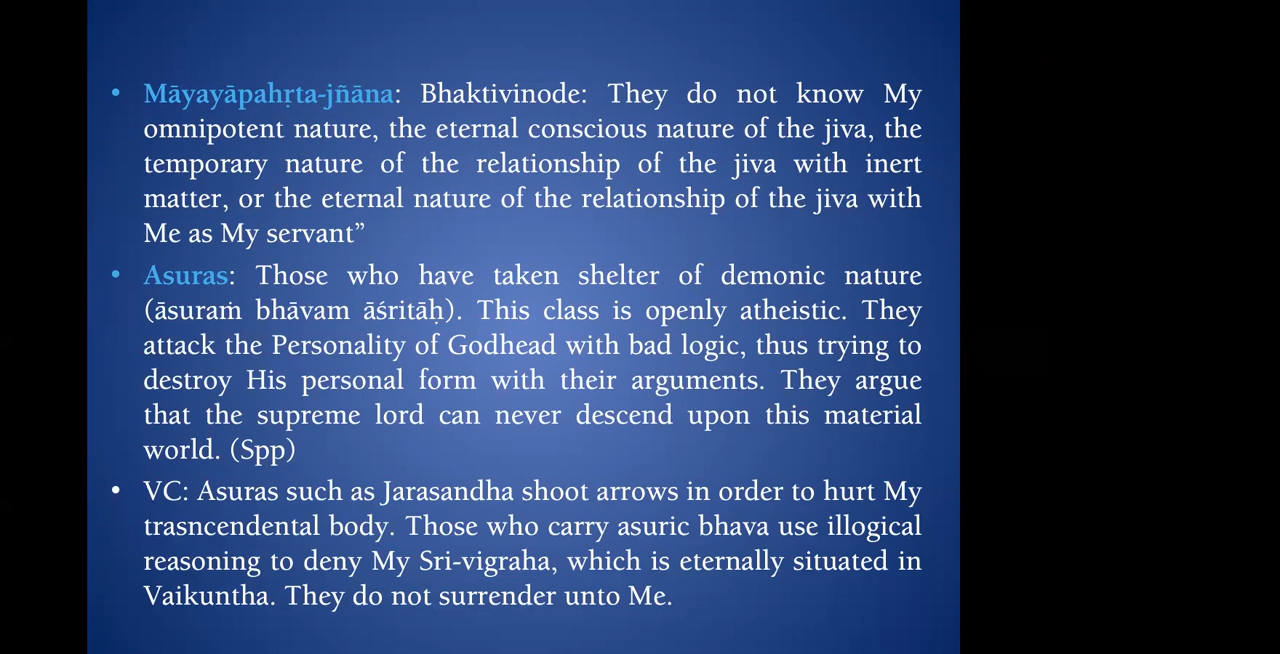 • Māyayāpahṛta-jñāna: Bhaktivinode: They do not know My
omnipotent nature, the eternal conscious nature of the jiva, the
temporary nature of the relationship of the jiva with inert
matter, or the eternal nature of the relationship of the jiva with
Me as My servant”
• Asuras: Those who have taken shelter of demonic nature
(āsuraṁ bhāvam āśritāḥ). This class is openly atheistic. They
attack the Personality of Godhead with bad logic, thus trying to
destroy His personal form with their arguments. They argue
that the supreme lord can never descend upon this material
world. (Spp)
• VC: Asuras such as Jarasandha shoot arrows in order to hurt My
trasncendental body. Those who carry asuric bhava use illogical
reasoning to deny My Sri-vigraha, which is eternally situated in
Vaikuntha. They do not surrender unto Me.